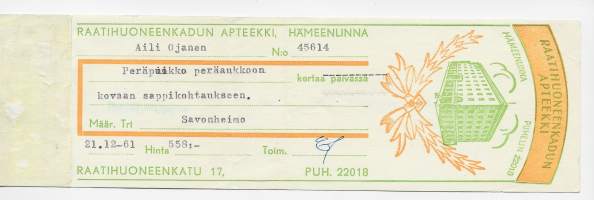 RAATIHUONEENKADUN APTEEKKI, HÄMEENLINNA
Aili Ojanen N:o 45614
Peräpuikko peräaukkoon kertaa päivässä
kovaan sappikohtaukseen.
Määr. Tri Savonheimo
21.12-61 Hinta 558:- Toim.
RAATIHUONEENKATU 17, PUH. 22018
RAATIHUONEENKADUN
APTEEKKI
HÄMEENLINNA
PUHELIN 22018